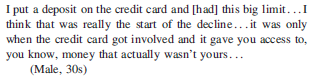 I put a deposit on the credit card and [had] this big limit. . .I
think that was really the start of the decline. . .it was only
when the credit card got involved and it gave you access to,
you know, money that actually wasn’t yours. . .
(Male, 30s)